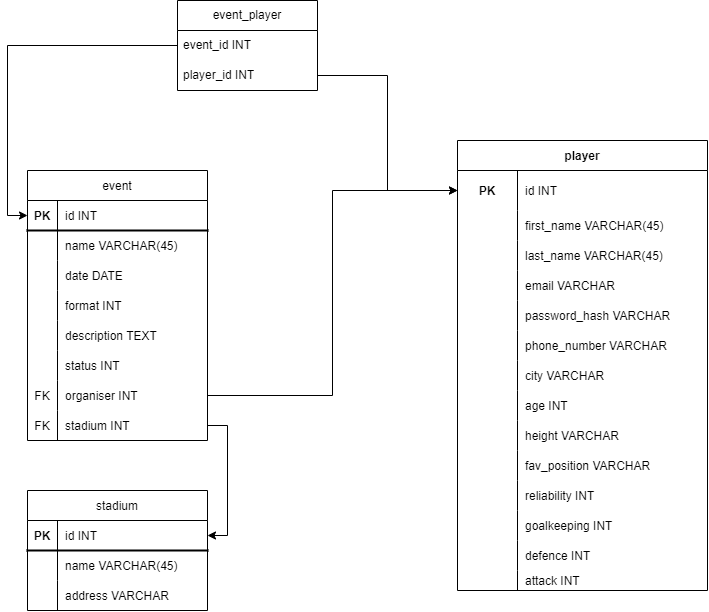 event_player
event_id INT
player_id INT
event
PK id INT
name VARCHAR(45)
date DATE
format INT
description TEXT
status INT
FK organiser INT
FK stadium INT
stadium
PK id INT
name VARCHAR(45)
address VARCHAR
player
PK id INT
first_name VARCHAR(45)
last_name VARCHAR(45)
email VARCHAR
password_hash VARCHAR
phone_number VARCHAR
city VARCHAR
age INT
height VARCHAR
fav_position VARCHAR
reliability INT
goalkeeping INT
defence INT
attack INT